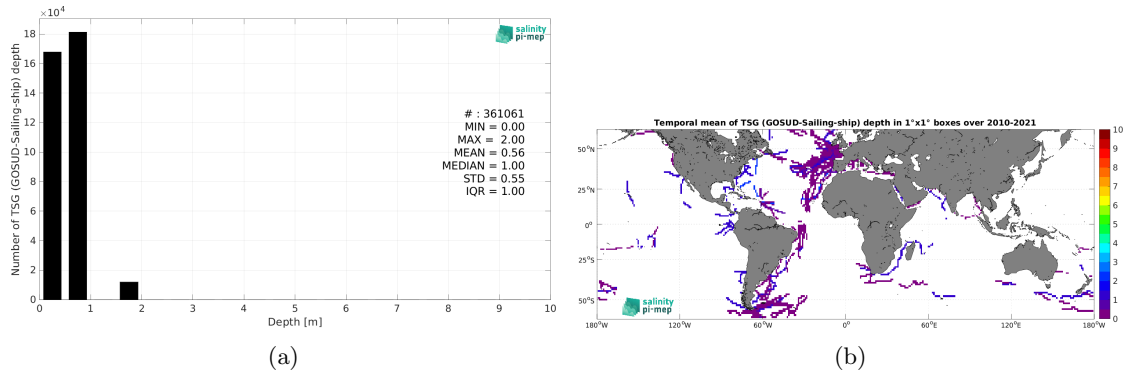 ×10⁴
18
16
14
12
10
8
6
4
2
0
Number of TSG (GOSUD-Sailing-ship) depth
salinity
pi-mep
# : 361061
MIN = 0.00
MAX = 2.00
MEAN = 0.56
MEDIAN = 1.00
STD = 0.55
IQR = 1.00
0 1 2 3 4 5 6 7 8 9 10
Depth [m]
(a)
Temporal mean of TSG (GOSUD-Sailing-ship) depth in 1°x1° boxes over 2010-2021
50°N
25°N
0°
25°S
50°S
180°W 120°W 60°W 0° 60°E 120°E 180°W
salinity
pi-mep
10
9
8
7
6
5
4
3
2
1
0
(b)